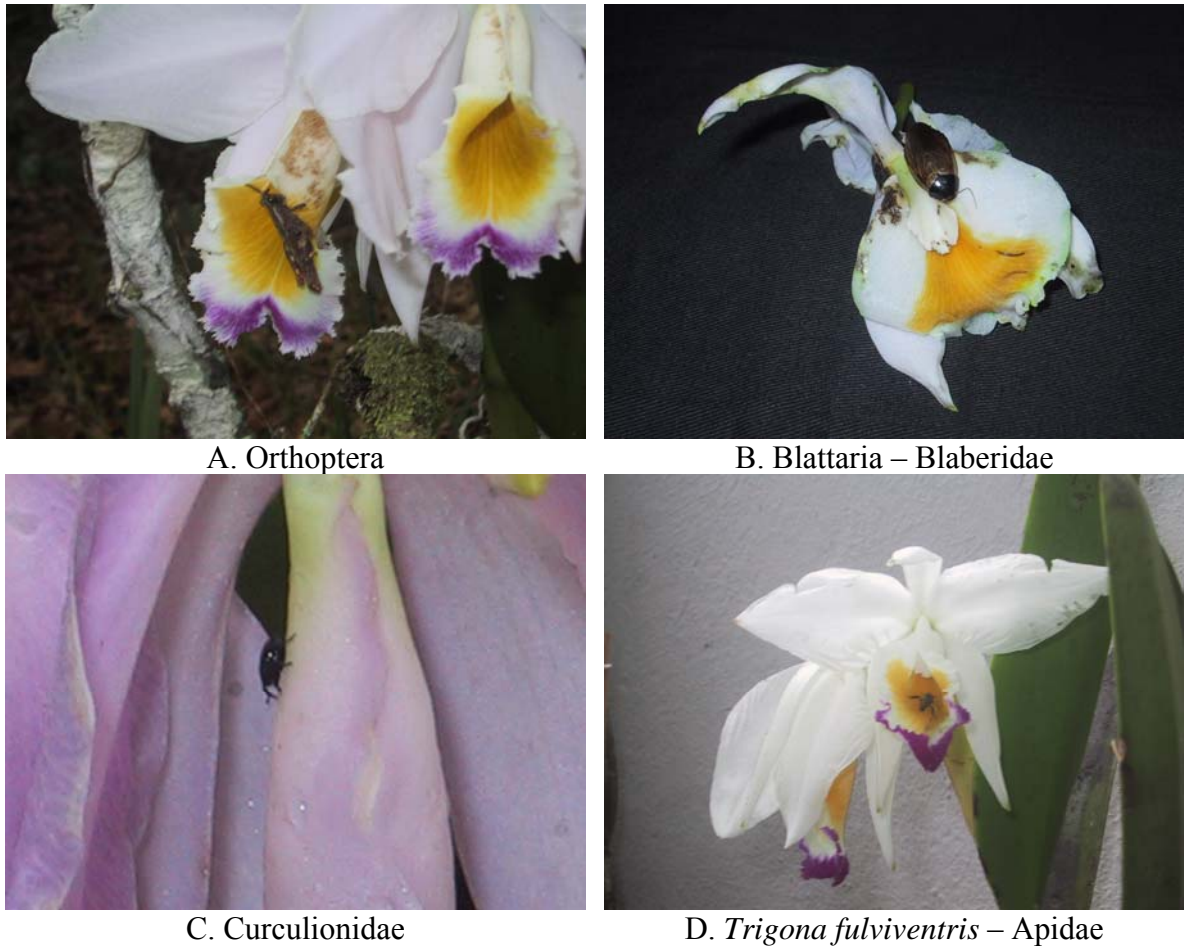 A. Orthoptera
B. Blattaria – Blaberidae
C. Curculionidae
D. Trigona fulviventris – Apidae